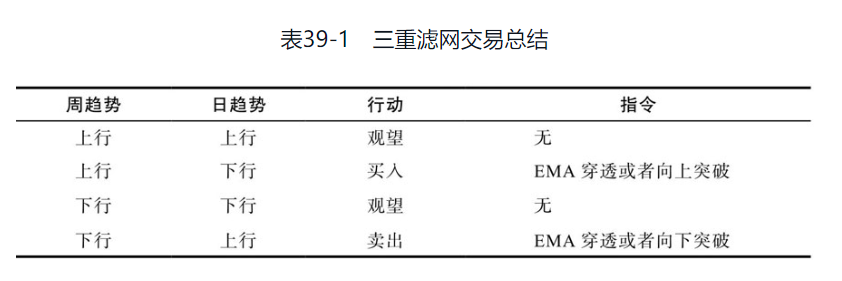 表39-1 三重滤网交易总结
周趋势 日趋势 行动 指令
上行 上行 观望 无
上行 下行 买入 EMA 穿透或者向上突破
下行 下行 观望 无
下行 上行 卖出 EMA 穿透或者向下突破